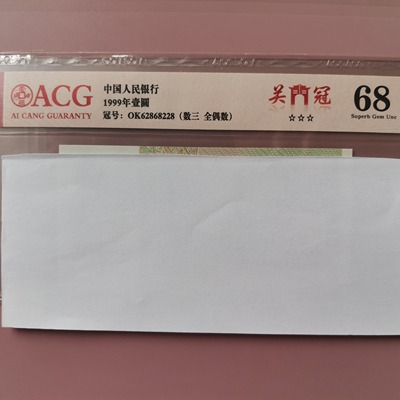 ACG
AI CANG GUARANTY
中国人民银行
1999年壹圆
冠号：OK62868228（数三 全偶数）
关门冠
☆☆☆
68
Superb Gem Unc